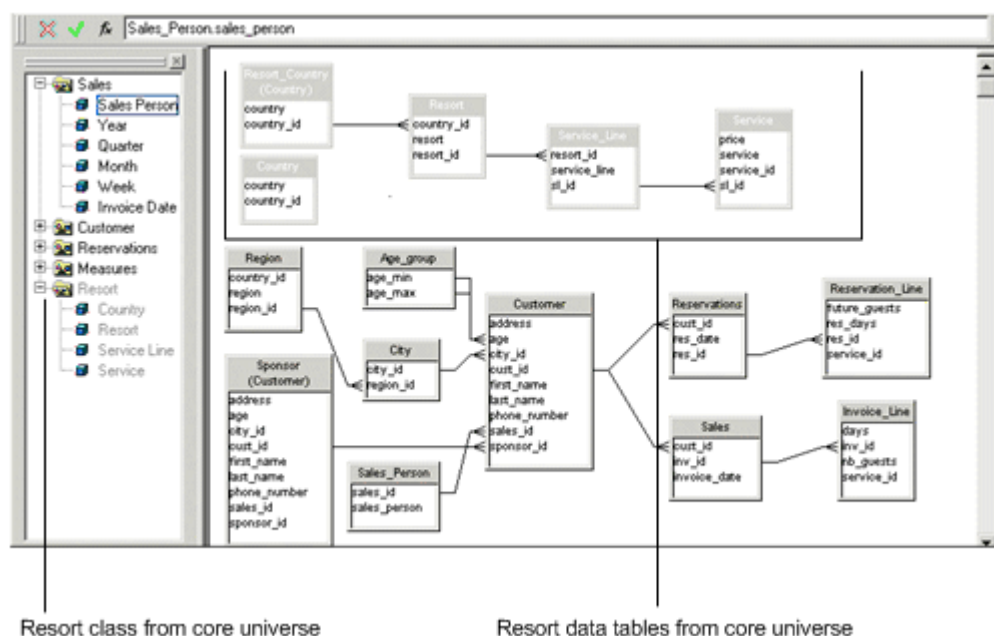 fx Sales_Person.sales_person
Sales
Sales Person
Year
Quarter
Month
Week
Invoice Date
Customer
Reservations
Measures
Resort
Country
Resort
Service Line
Service
Resort_Country
(Country)
country
country_id
Resort
country_id
resort
resort_id
Service_Line
resort_id
service_line
sl_id
Service
price
service
service_id
sl_id
Country
country
country_id
Region
country_id
region
region_id
Age_group
age_min
age_max
Customer
address
age
city_id
cust_id
first_name
last_name
phone_number
sales_id
sponsor_id
Reservations
cust_id
res_date
res_id
Reservation_Line
future_guests
res_days
res_id
service_id
City
city_id
region_id
Sponsor
(Customer)
address
age
city_id
cust_id
first_name
last_name
phone_number
sales_id
sponsor_id
Sales_Person
sales_id
sales_person
Sales
cust_id
inv_id
invoice_date
Invoice_Line
days
inv_id
nb_guests
service_id
Resort class from core universe
Resort data tables from core universe